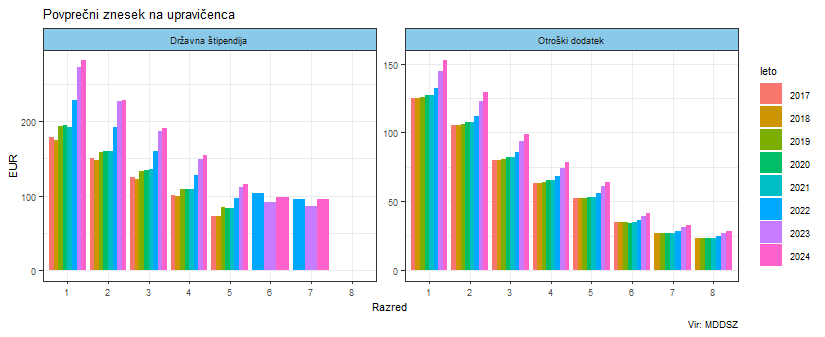 Povprečni znesek na upravičenca
Državna štipendija
Otroški dodatek
EUR
200
100
0
150
100
50
0
1 2 3 4 5 6 7 8
1 2 3 4 5 6 7 8
Razred
leto
2017
2018
2019
2020
2021
2022
2023
2024
Vir: MDDSZ